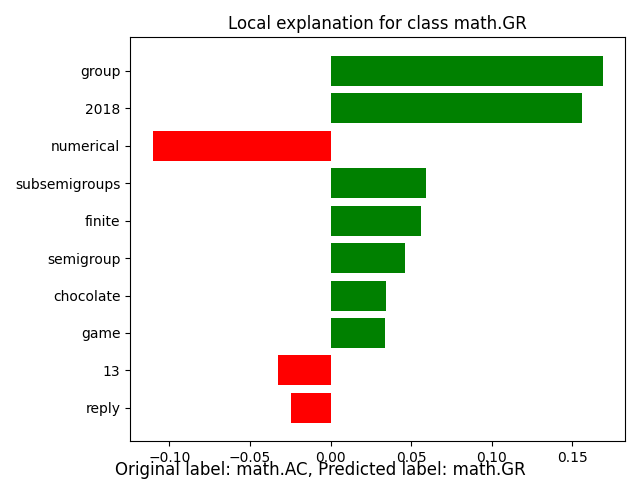 Local explanation for class math.GR
group
2018
numerical
subsemigroups
finite
semigroup
chocolate
game
13
reply
−0.10 −0.05 0.00 0.05 0.10 0.15
Original label: math.AC, Predicted label: math.GR